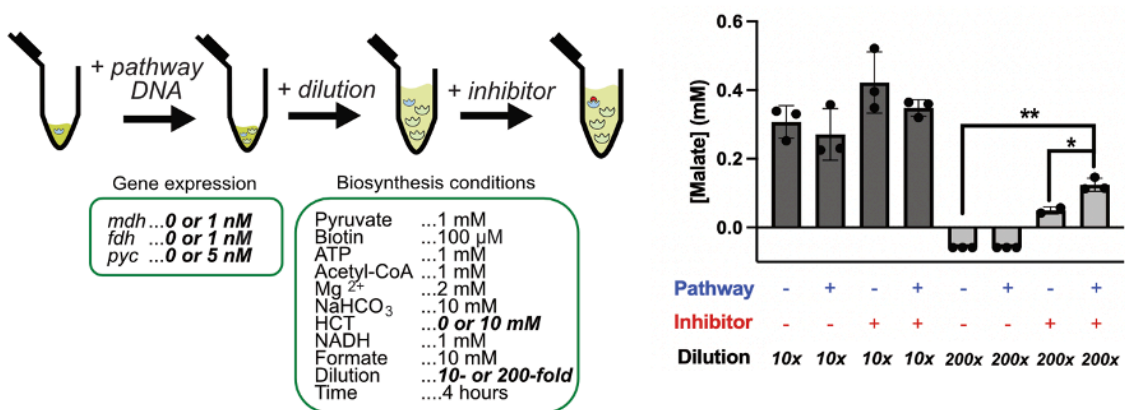 + pathway
DNA
+ dilution
+ inhibitor
Gene expression
mdh ...0 or 1 nM
fdh ...0 or 1 nM
pyc ...0 or 5 nM
Biosynthesis conditions
Pyruvate ...1 mM
Biotin ...100 µM
ATP ...1 mM
Acetyl-CoA ...1 mM
Mg 2+ ...2 mM
NaHCO3 ...10 mM
HCT ...0 or 10 mM
NADH ...1 mM
Formate ...10 mM
Dilution ...10- or 200-fold
Time ....4 hours
[Malate] (mM)
0.6
0.4
0.2
0.0
**
*
Pathway - + - + - + - +
Inhibitor - - + + - - + +
Dilution 10x 10x 10x 10x 200x 200x 200x 200x